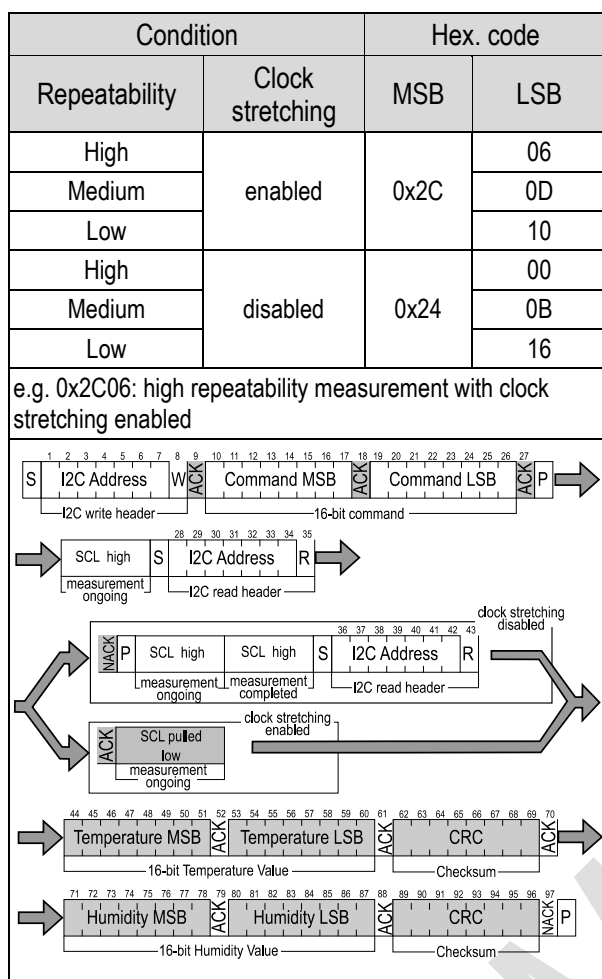 Condition Hex. code
Repeatability Clock stretching MSB LSB
High 06
Medium enabled 0x2C 0D
Low 10
High 00
Medium disabled 0x24 0B
Low 16
e.g. 0x2C06: high repeatability measurement with clock
stretching enabled
1 2 3 4 5 6 7 8 9 10 11 12 13 14 15 16 17 18 19 20 21 22 23 24 25 26 27
S I2C Address W ACK Command MSB ACK Command LSB ACK P
I2C write header 16-bit command
28 29 30 31 32 33 34 35
SCL high S I2C Address R
measurement ongoing I2C read header
clock stretching disabled
36 37 38 39 40 41 42 43
NACK P SCL high SCL high S I2C Address R
measurement ongoing measurement completed I2C read header
clock stretching enabled
ACK SCL pulled low
measurement ongoing
44 45 46 47 48 49 50 51 52 53 54 55 56 57 58 59 60 61 62 63 64 65 66 67 68 69 70
Temperature MSB ACK Temperature LSB ACK CRC ACK
16-bit Temperature Value Checksum
71 72 73 74 75 76 77 78 79 80 81 82 83 84 85 86 87 88 89 90 91 92 93 94 95 96 97
Humidity MSB ACK Humidity LSB ACK CRC NACK P
16-bit Humidity Value Checksum